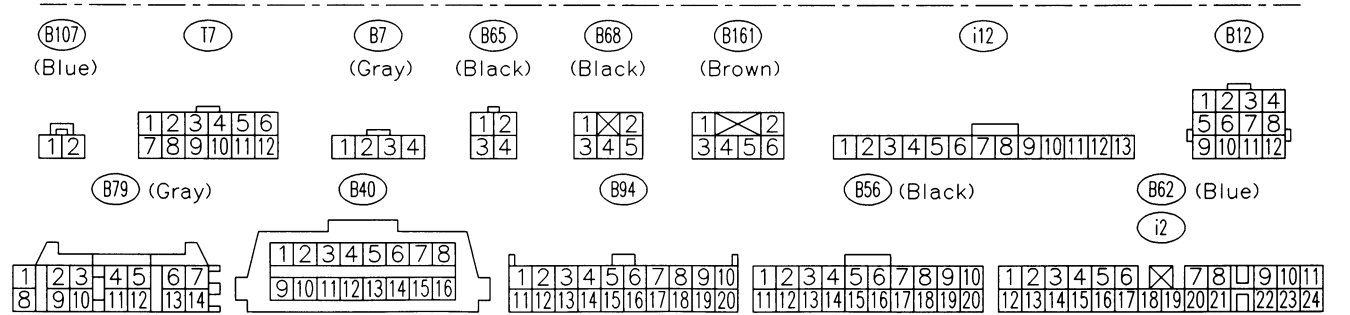 B107 T7 B7 B65 B68 B161 i12 B12
(Blue) (Gray) (Black) (Black) (Brown)
1 2 3 4
1 2 3 4 5 6 1 2 1 2 1 2 5 6 7 8
1 2 7 8 9 10 11 12 1 2 3 4 3 4 3 4 5 3 4 5 6 1 2 3 4 5 6 7 8 9 10 11 12 13 9 10 11 12
B79 (Gray) B40 B94 B56 (Black) B62 (Blue)
i2
1 2 3 4 5 6 7 8
1 2 3 4 5 6 7 1 2 3 4 5 6 7 8 9 10 1 2 3 4 5 6 7 8 9 10 1 2 3 4 5 6 7 8 9 10 11
9 10 11 12 13 14 15 16
8 9 10 11 12 13 14 11 12 13 14 15 16 17 18 19 20 11 12 13 14 15 16 17 18 19 20 12 13 14 15 16 17 18 19 20 21 22 23 24